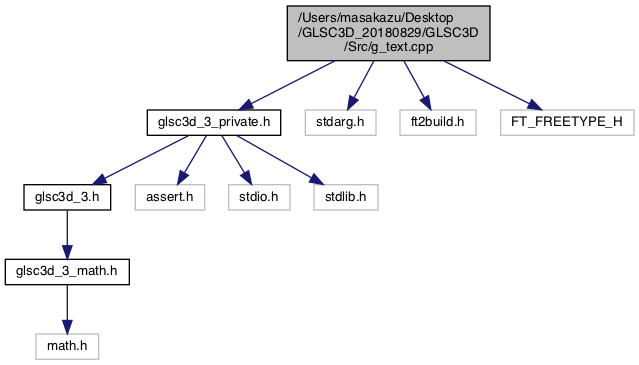 /Users/masakazu/Desktop
/GLSC3D_20180829/GLSC3D
/Src/g_text.cpp
glsc3d_3_private.h
stdarg.h
ft2build.h
FT_FREETYPE_H
glsc3d_3.h
assert.h
stdio.h
stdlib.h
glsc3d_3_math.h
math.h